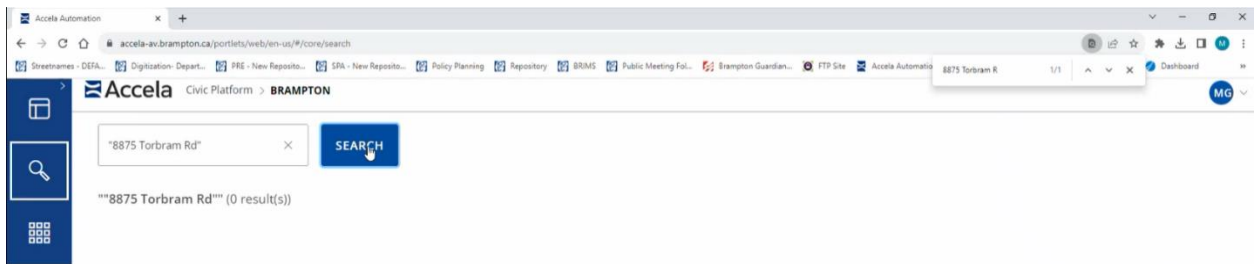 Accela Automation
accela-av.brampton.ca/portlets/web/en-us/#/core/search
Streetnames - DEFA... Digitization- Depart... PRE - New Reposito... SPA - New Reposito... Policy Planning Repository BRIMS Public Meeting Fol... Brampton Guardian... FTP Site Accela Automatio Dashboard »
8875 Torbram R 1/1
M
Accela Civic Platform > BRAMPTON
MG
"8875 Torbram Rd" × SEARCH
""8875 Torbram Rd"" (0 result(s))